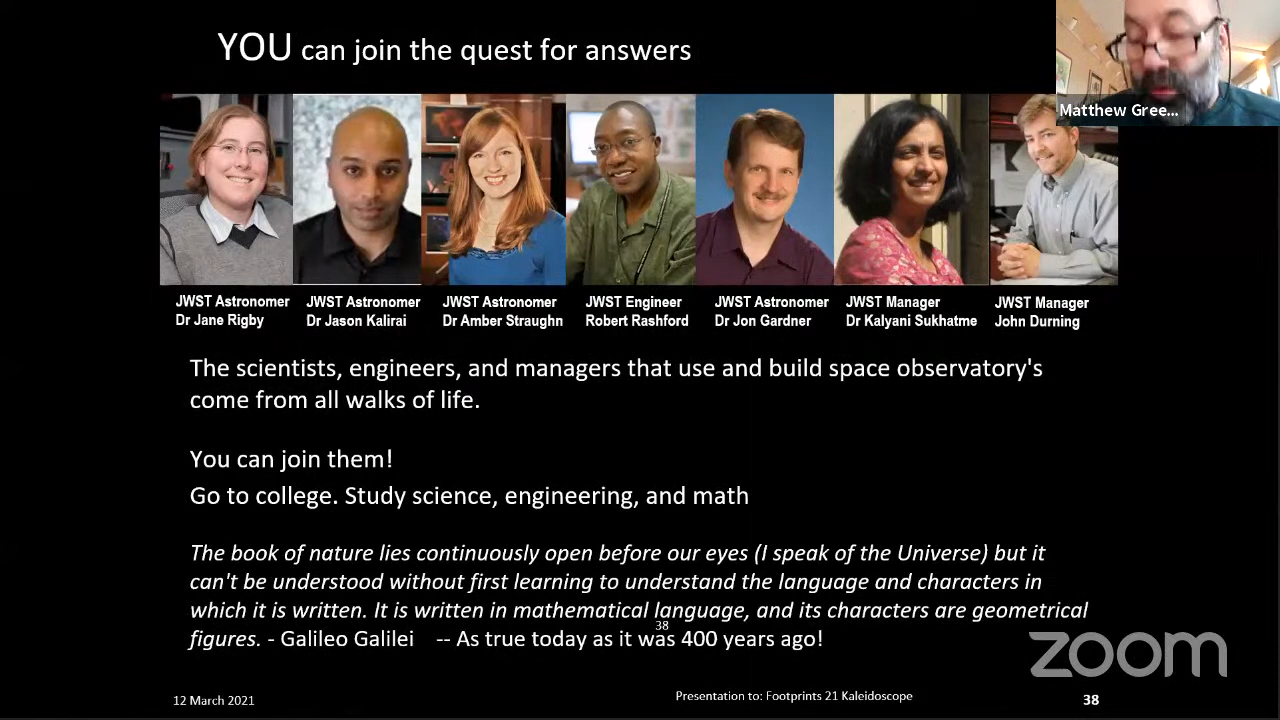 YOU can join the quest for answers
Matthew Gree...
JWST Astronomer
Dr Jane Rigby
JWST Astronomer
Dr Jason Kalirai
JWST Astronomer
Dr Amber Straughn
JWST Engineer
Robert Rashford
JWST Astronomer
Dr Jon Gardner
JWST Manager
Dr Kalyani Sukhatme
JWST Manager
John Durning
The scientists, engineers, and managers that use and build space observatory's
come from all walks of life.
You can join them!
Go to college. Study science, engineering, and math
The book of nature lies continuously open before our eyes (I speak of the Universe) but it
can't be understood without first learning to understand the language and characters in
which it is written. It is written in mathematical language, and its characters are geometrical
38
figures. - Galileo Galilei -- As true today as it was 400 years ago!
zoom
12 March 2021
Presentation to: Footprints 21 Kaleidoscope
38